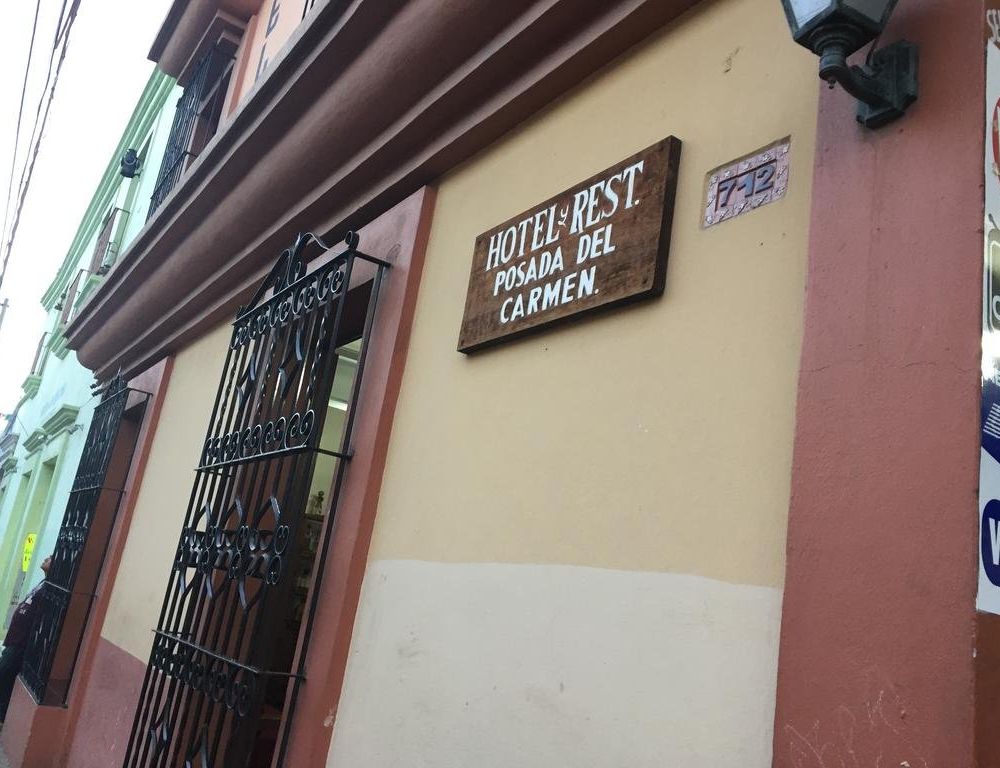 HOTEL y REST.
POSADA DEL
CARMEN.
712